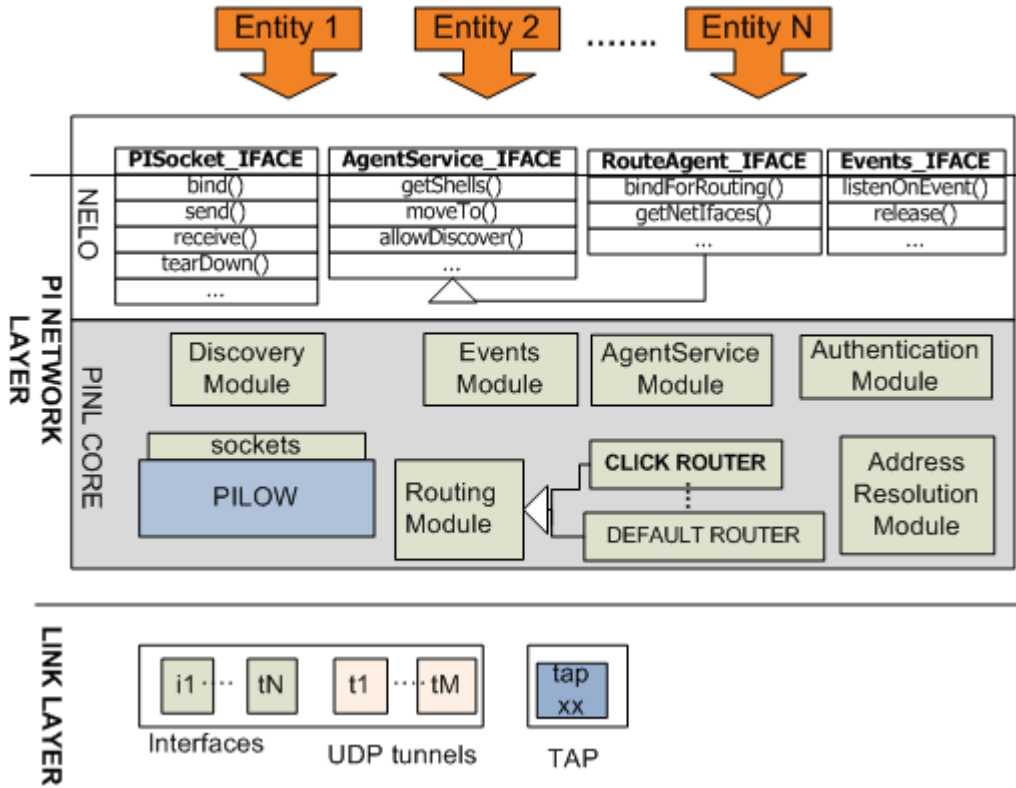 Entity 1
Entity 2
.......
Entity N
PISocket_IFACE
bind()
send()
receive()
tearDown()
...
AgentService_IFACE
getShells()
moveTo()
allowDiscover()
...
RouteAgent_IFACE
bindForRouting()
getNetIfaces()
...
Events_IFACE
listenOnEvent()
release()
...
NELO
PI NETWORK
LAYER
PINL CORE
Discovery
Module
Events
Module
AgentService
Module
Authentication
Module
sockets
PILOW
Routing
Module
CLICK ROUTER
DEFAULT ROUTER
Address
Resolution
Module
LINK LAYER
i1
....
tN
t1
....
tM
tap
xx
Interfaces
UDP tunnels
TAP